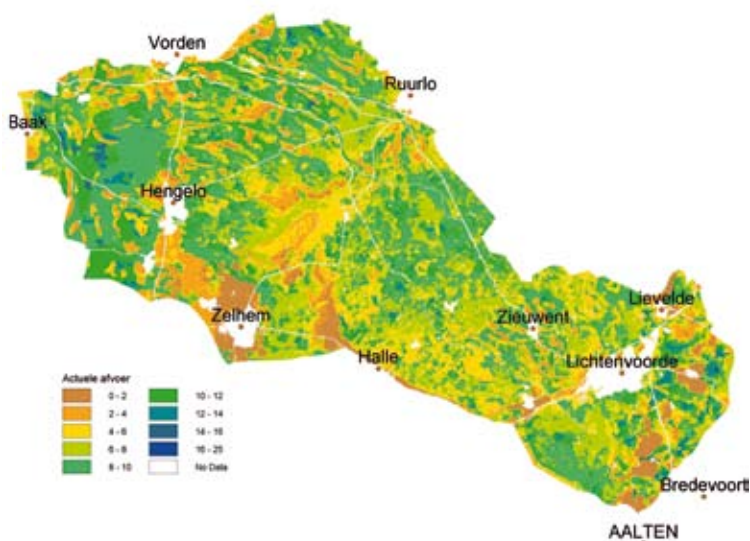 Vorden
Ruurlo
Baak
Hengelo
Lievelde
Zieuwent
Zelhem
Halle
Lichtenvoorde
Actuele afvoer
0 - 2
2 - 4
4 - 6
6 - 8
8 - 10
10 - 12
12 - 14
14 - 16
16 - 25
No Data
Bredevoort
AALTEN